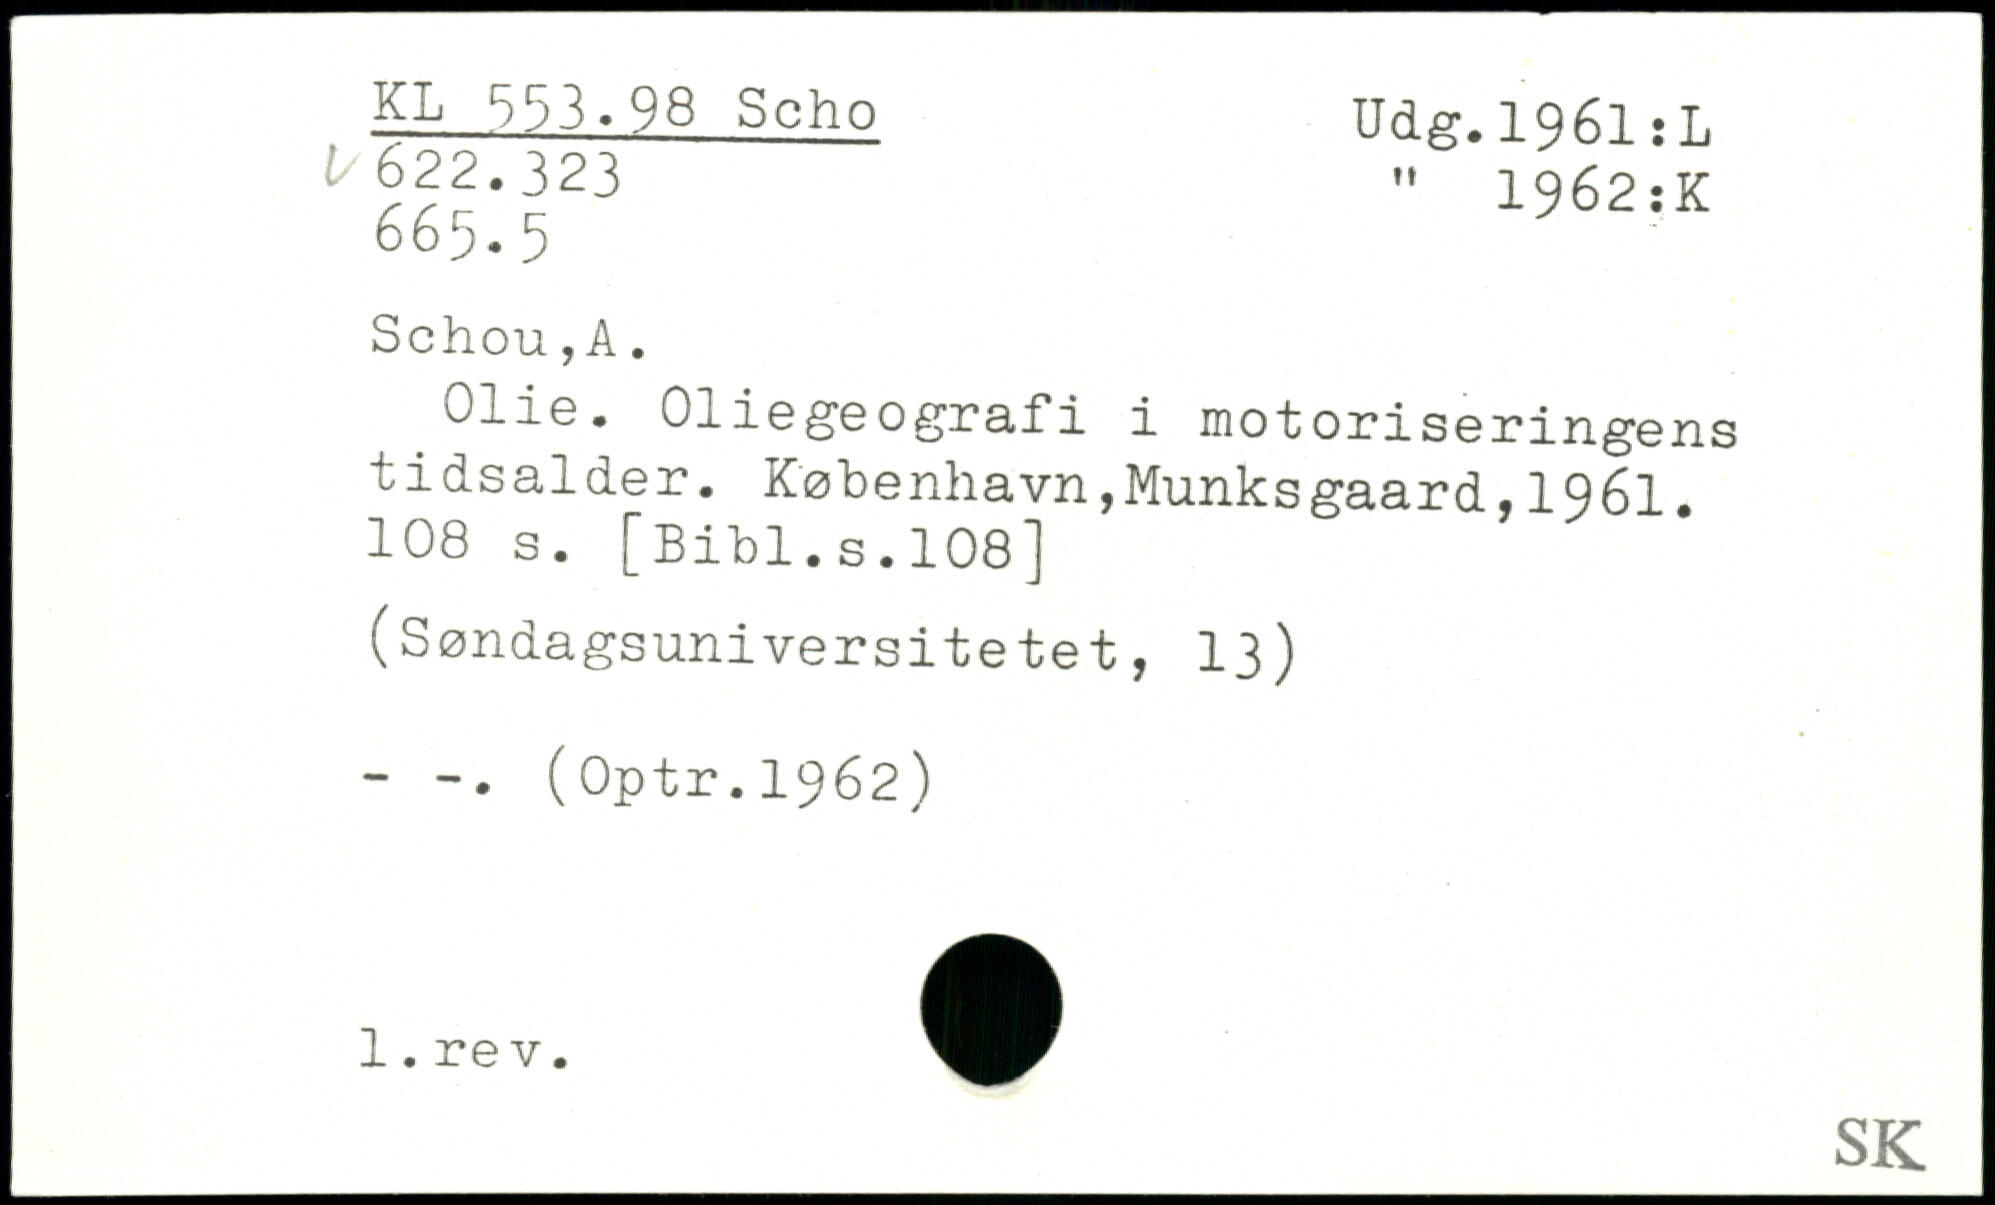 KL 553.98 Scho
Udg.1961:L
622.323
" 1962:K
665.5
Schou,A.
Olie. Oliegeografi i motoriseringens
tidsalder. København,Munksgaard,1961.
108 s. [Bibl.s.108]
(Søndagsuniversitetet, 13)
- -. (Optr.1962)
1.rev.
SK